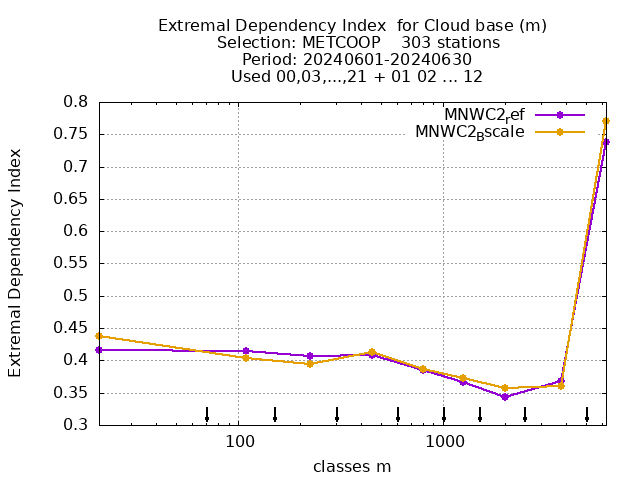 Extremal Dependency Index  for Cloud base (m)
Selection: METCOOP    303 stations
Period: 20240601-20240630
Used 00,03,...,21 + 01 02 ... 12
MNWC2ref
MNWC2Bscale
0.8
0.75
0.7
0.65
0.6
0.55
0.5
0.45
0.4
0.35
0.3
Extremal Dependency Index
100
1000
classes m